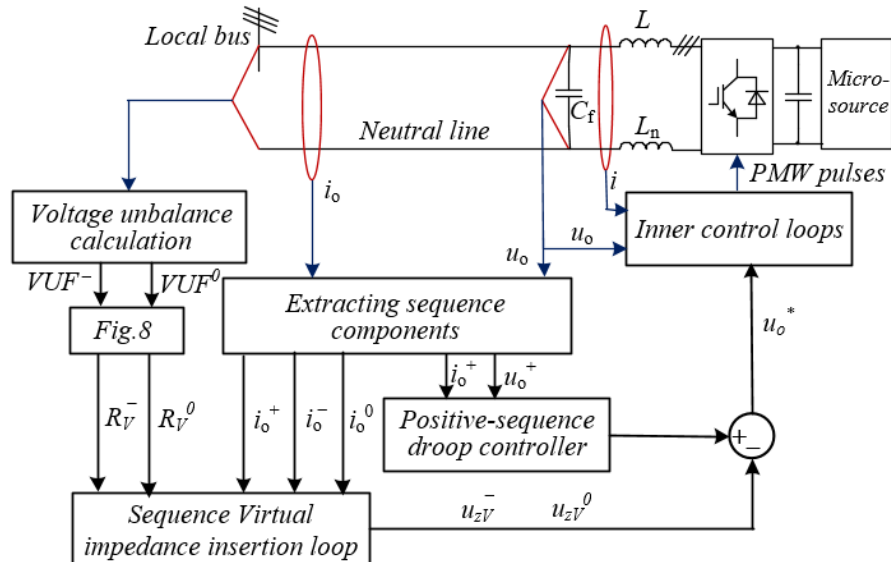 Local bus
L
Micro-
source
C_f
Neutral line
L_n
PMW pulses
i_o
i
Voltage unbalance
calculation
u_o
u_o
Inner control loops
VUF^-
VUF^0
Extracting sequence
components
Fig.8
u_o^*
i_o^+
u_o^+
R_V^-
R_V^0
i_o^+
i_o^-
i_o^0
Positive-sequence
droop controller
+
−
Sequence Virtual
impedance insertion loop
u_zV^-
u_zV^0